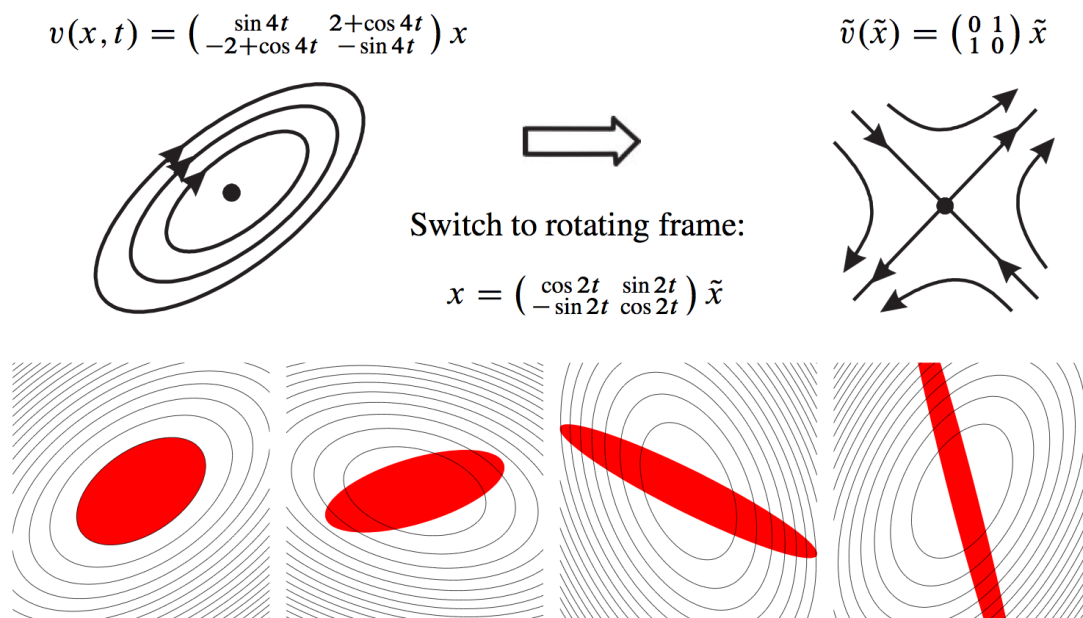 v(x, t) = ( sin 4t   2+cos 4t
−2+cos 4t   − sin 4t ) x
ṽ(x̃) = ( 0 1
1 0 ) x̃
Switch to rotating frame:
x = ( cos 2t   sin 2t
− sin 2t   cos 2t ) x̃